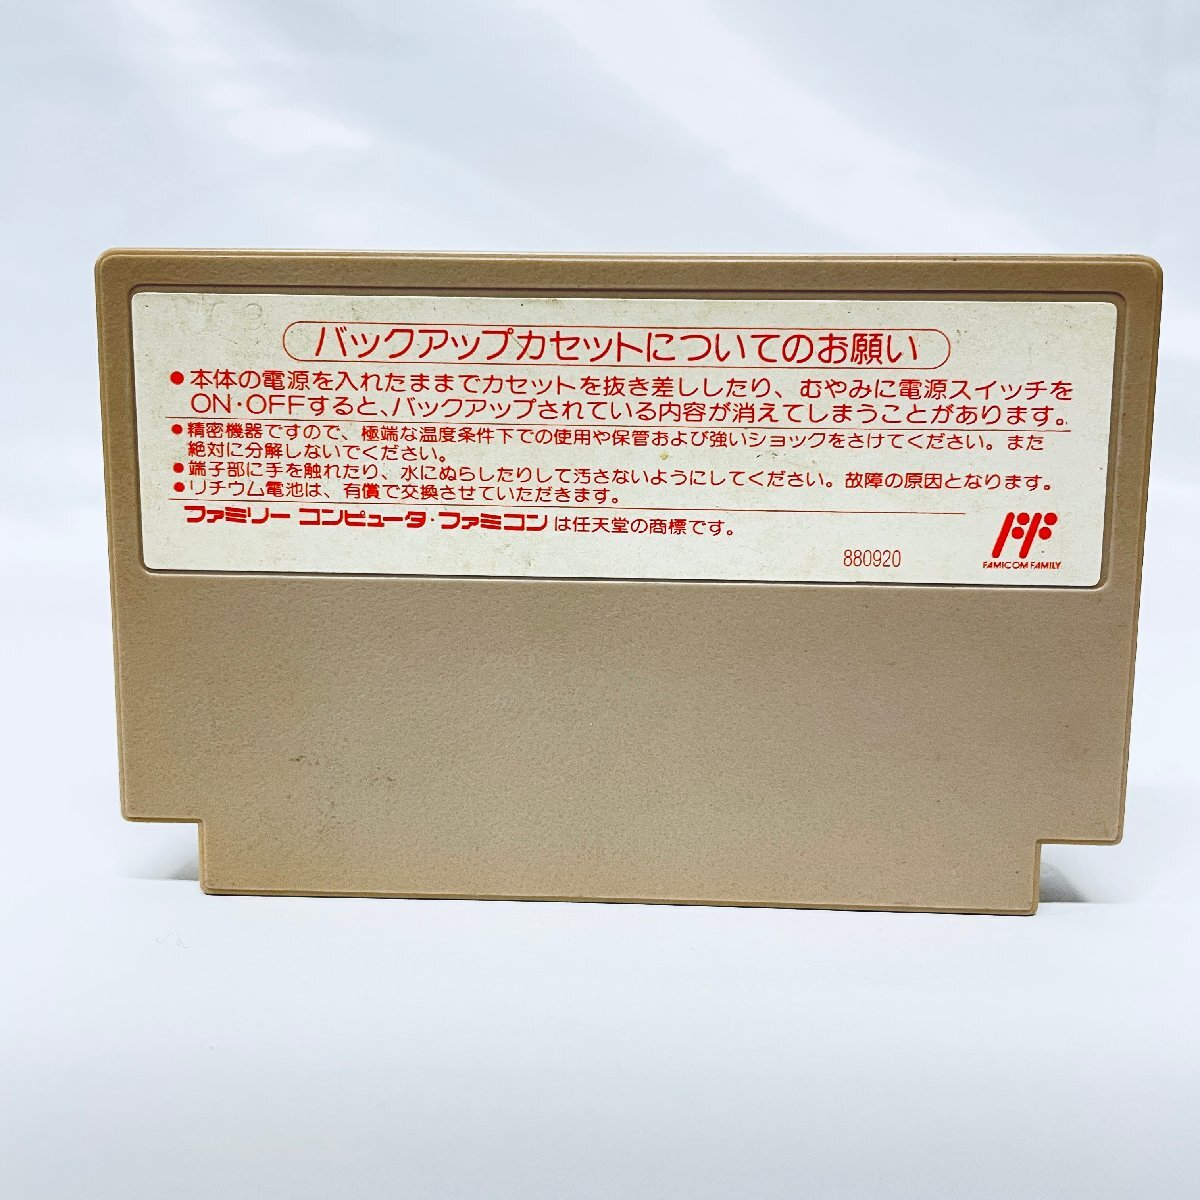 バックアップカセットについてのお願い
●本体の電源を入れたままでカセットを抜き差ししたり、むやみに電源スイッチを
ON・OFFすると、バックアップされている内容が消えてしまうことがあります。
●精密機器ですので、極端な温度条件下での使用や保管および強いショックをさけてください。また
絶対に分解しないでください。
●端子部に手を触れたり、水にぬらしたりして汚さないようにしてください。故障の原因となります。
●リチウム電池は、有償で交換させていただきます。
ファミリー コンピュータ・ファミコン は任天堂の商標です。
880920
FAMICOM FAMILY